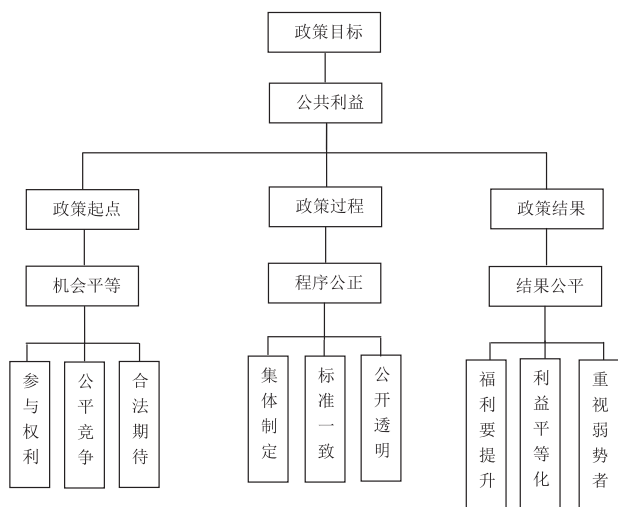 政策目标
公共利益
政策起点
政策过程
政策结果
机会平等
程序公正
结果公平
参与权利
公平竞争
合法期待
集体制定
标准一致
公开透明
福利要提升
利益平等化
重视弱势者